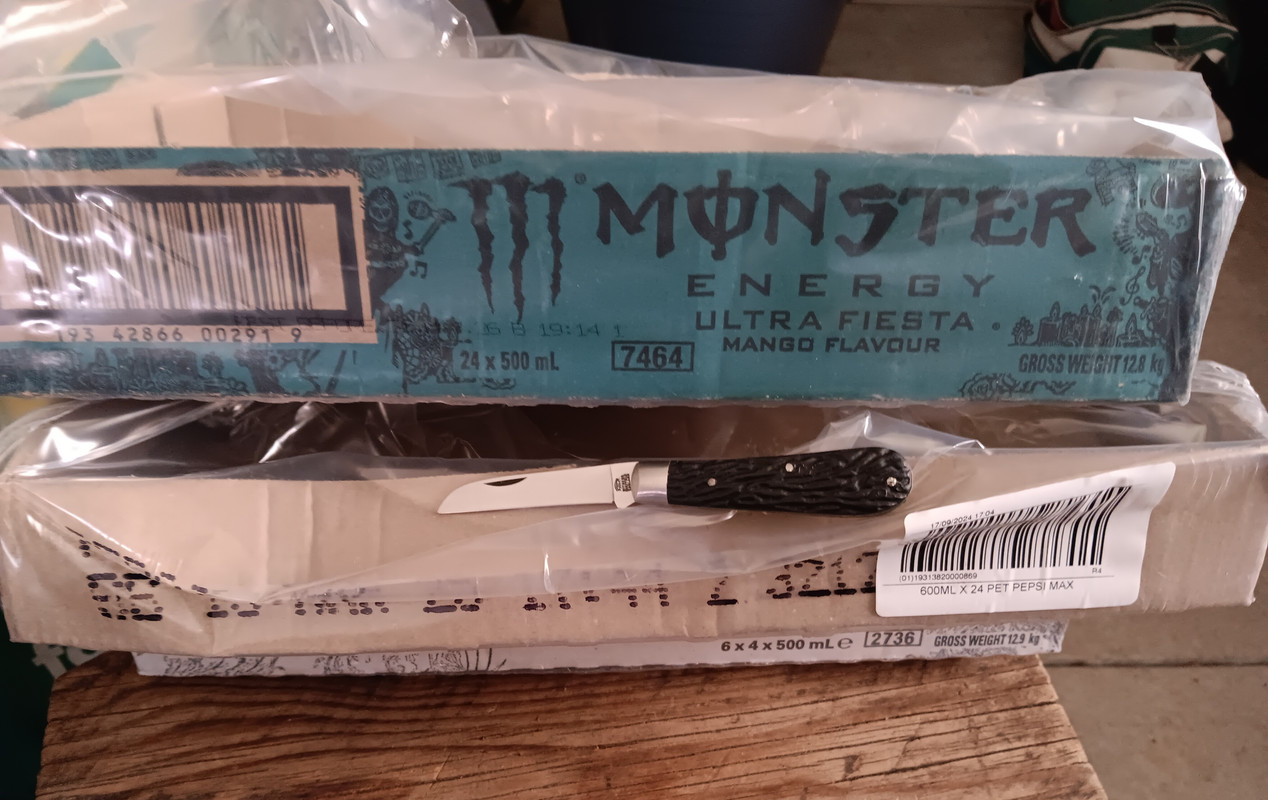 MONSTER
ENERGY
ULTRA FIESTA
MANGO FLAVOUR
193 42866 00291 9
19:14 1
24 x 500 mL
7464
GROSS WEIGHT 12.8 kg
17/09/2024 17:04
(01)19313820000869
R4
600ML X 24 PET PEPSI MAX
6 x 4 x 500 mL e
2736
GROSS WEIGHT 12.9 kg